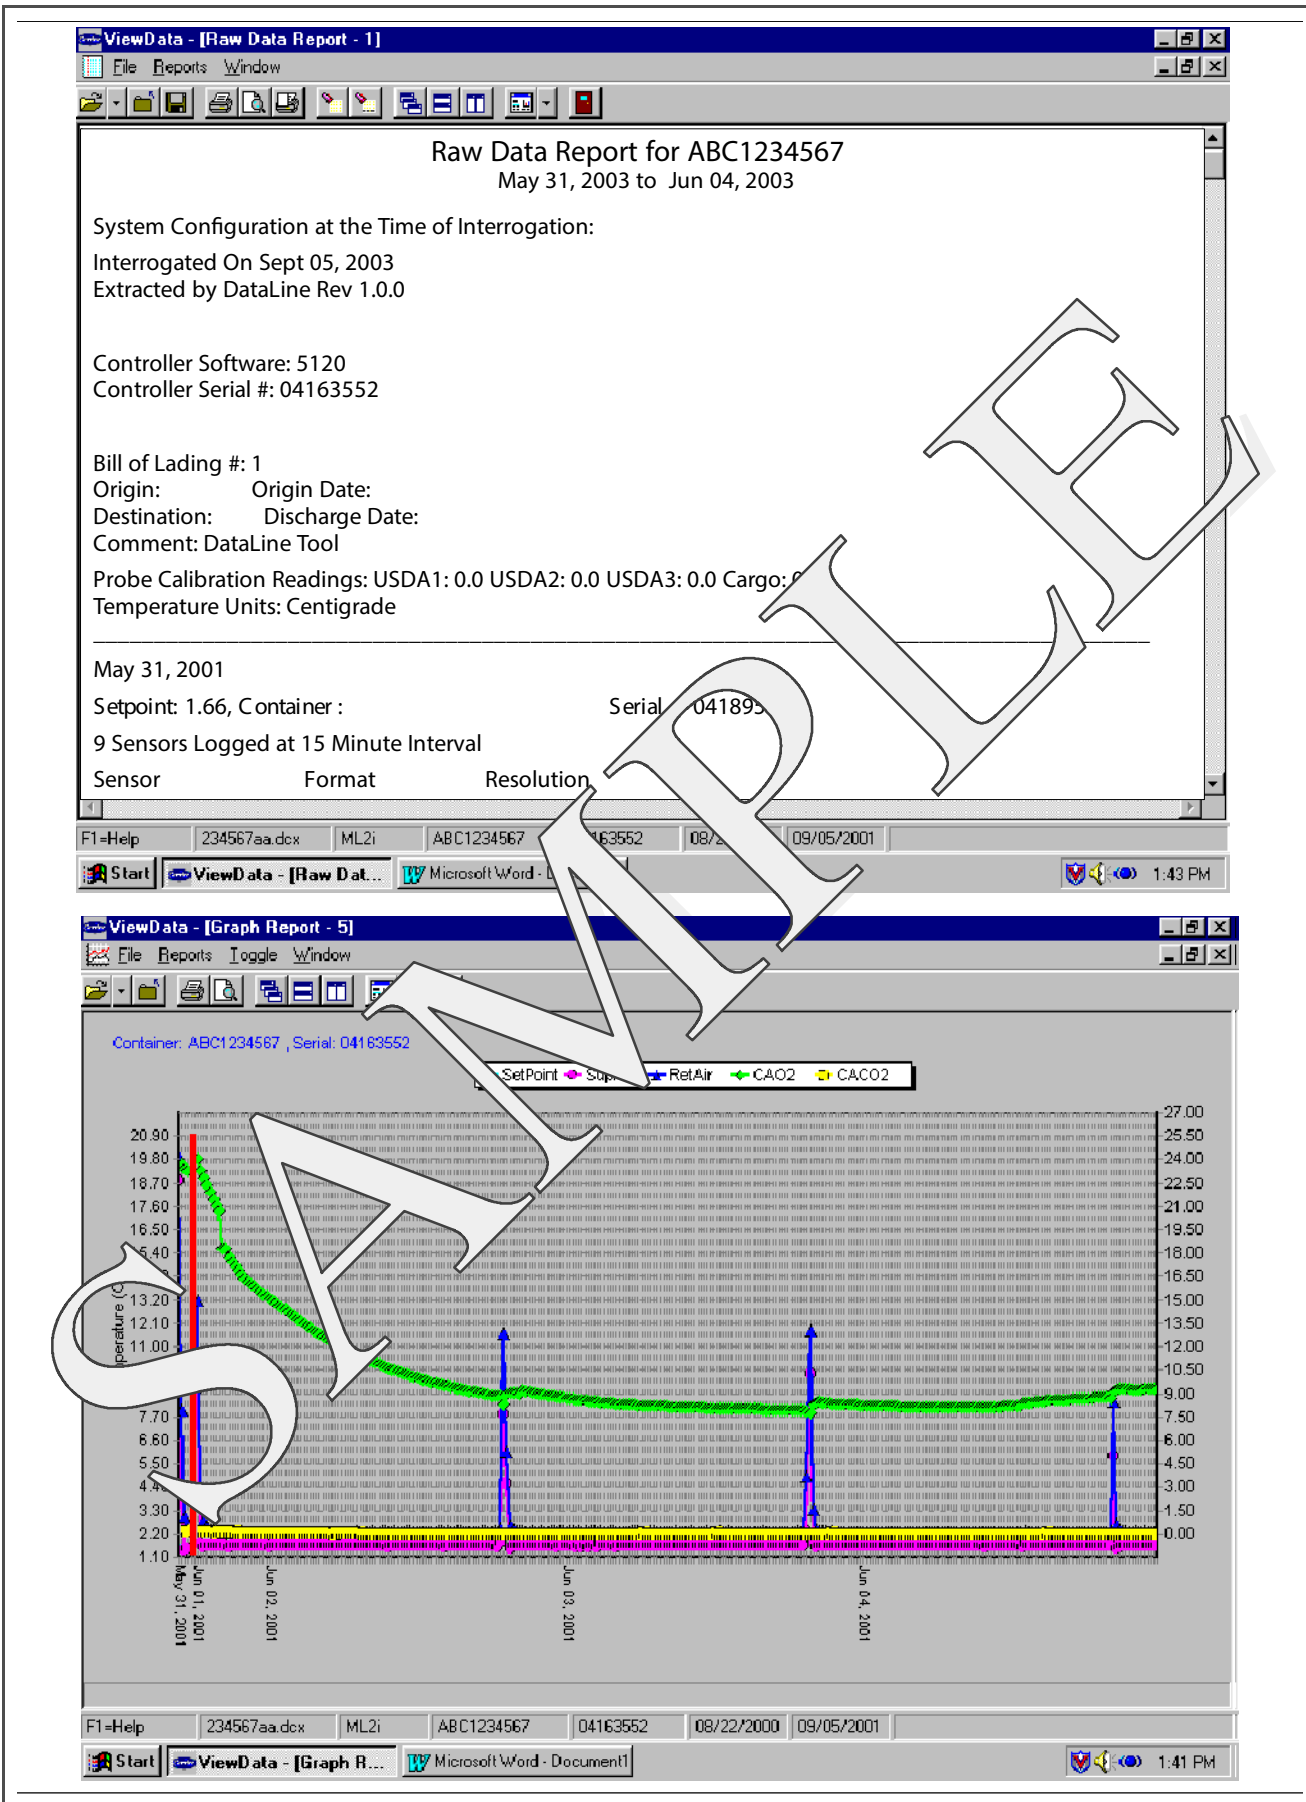 ViewData - [Raw Data Report - 1]
File Reports Window
Raw Data Report for ABC1234567
May 31, 2003 to Jun 04, 2003
System Configuration at the Time of Interrogation:
Interrogated On Sept 05, 2003
Extracted by DataLine Rev 1.0.0
Controller Software: 5120
Controller Serial #: 04163552
Bill of Lading #: 1
Origin: Origin Date:
Destination: Discharge Date:
Comment: DataLine Tool
Probe Calibration Readings: USDA1: 0.0 USDA2: 0.0 USDA3: 0.0 Cargo:
Temperature Units: Centigrade
May 31, 2001
Setpoint: 1.66, Container : Serial
9 Sensors Logged at 15 Minute Interval
Sensor Format Resolution
F1=Help 234567aa.dcx ML2i ABC1234567 09/05/2001
Start ViewData - [Raw Dat... Microsoft Word - 1:43 PM
SAMPLE
ViewData - [Graph Report - 5]
File Reports Toggle Window
Container: ABC1234567 , Serial: 04163552
SetPoint RetAir CAO2 CACO2
20.90
19.80
18.70
17.60
16.50
13.20
12.10
11.00
7.70
6.60
5.50
3.30
2.20
1.10
27.00
25.50
24.00
22.50
21.00
19.50
18.00
16.50
15.00
13.50
12.00
10.50
9.00
7.50
6.00
4.50
3.00
1.50
0.00
May 31, 2001
Jun 01, 2001
Jun 02, 2001
Jun 03, 2001
Jun 04, 2001
F1=Help 234567aa.dcx ML2i ABC1234567 04163552 08/22/2000 09/05/2001
Start ViewData - [Graph R... Microsoft Word - Document1 1:41 PM